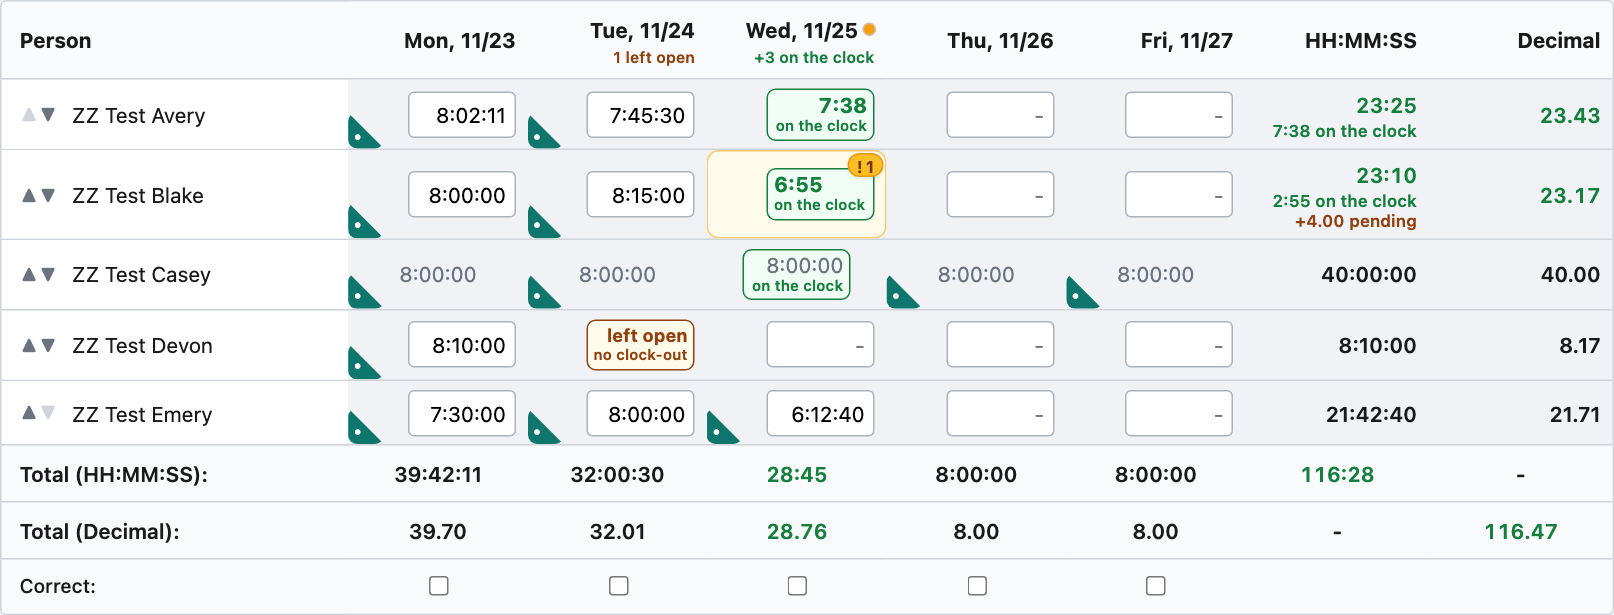 Person Mon, 11/23 Tue, 11/24 Wed, 11/25 Thu, 11/26 Fri, 11/27 HH:MM:SS Decimal
1 left open +3 on the clock
ZZ Test Avery 8:02:11 7:45:30 7:38 - - 23:25 23.43
on the clock 7:38 on the clock
ZZ Test Blake 8:00:00 8:15:00 6:55 !1 - - 23:10 23.17
on the clock 2:55 on the clock
+4.00 pending
ZZ Test Casey 8:00:00 8:00:00 8:00:00 8:00:00 8:00:00 40:00:00 40.00
on the clock
ZZ Test Devon 8:10:00 left open - - - 8:10:00 8.17
no clock-out
ZZ Test Emery 7:30:00 8:00:00 6:12:40 - - 21:42:40 21.71
Total (HH:MM:SS): 39:42:11 32:00:30 28:45 8:00:00 8:00:00 116:28 -
Total (Decimal): 39.70 32.01 28.76 8.00 8.00 - 116.47
Correct: